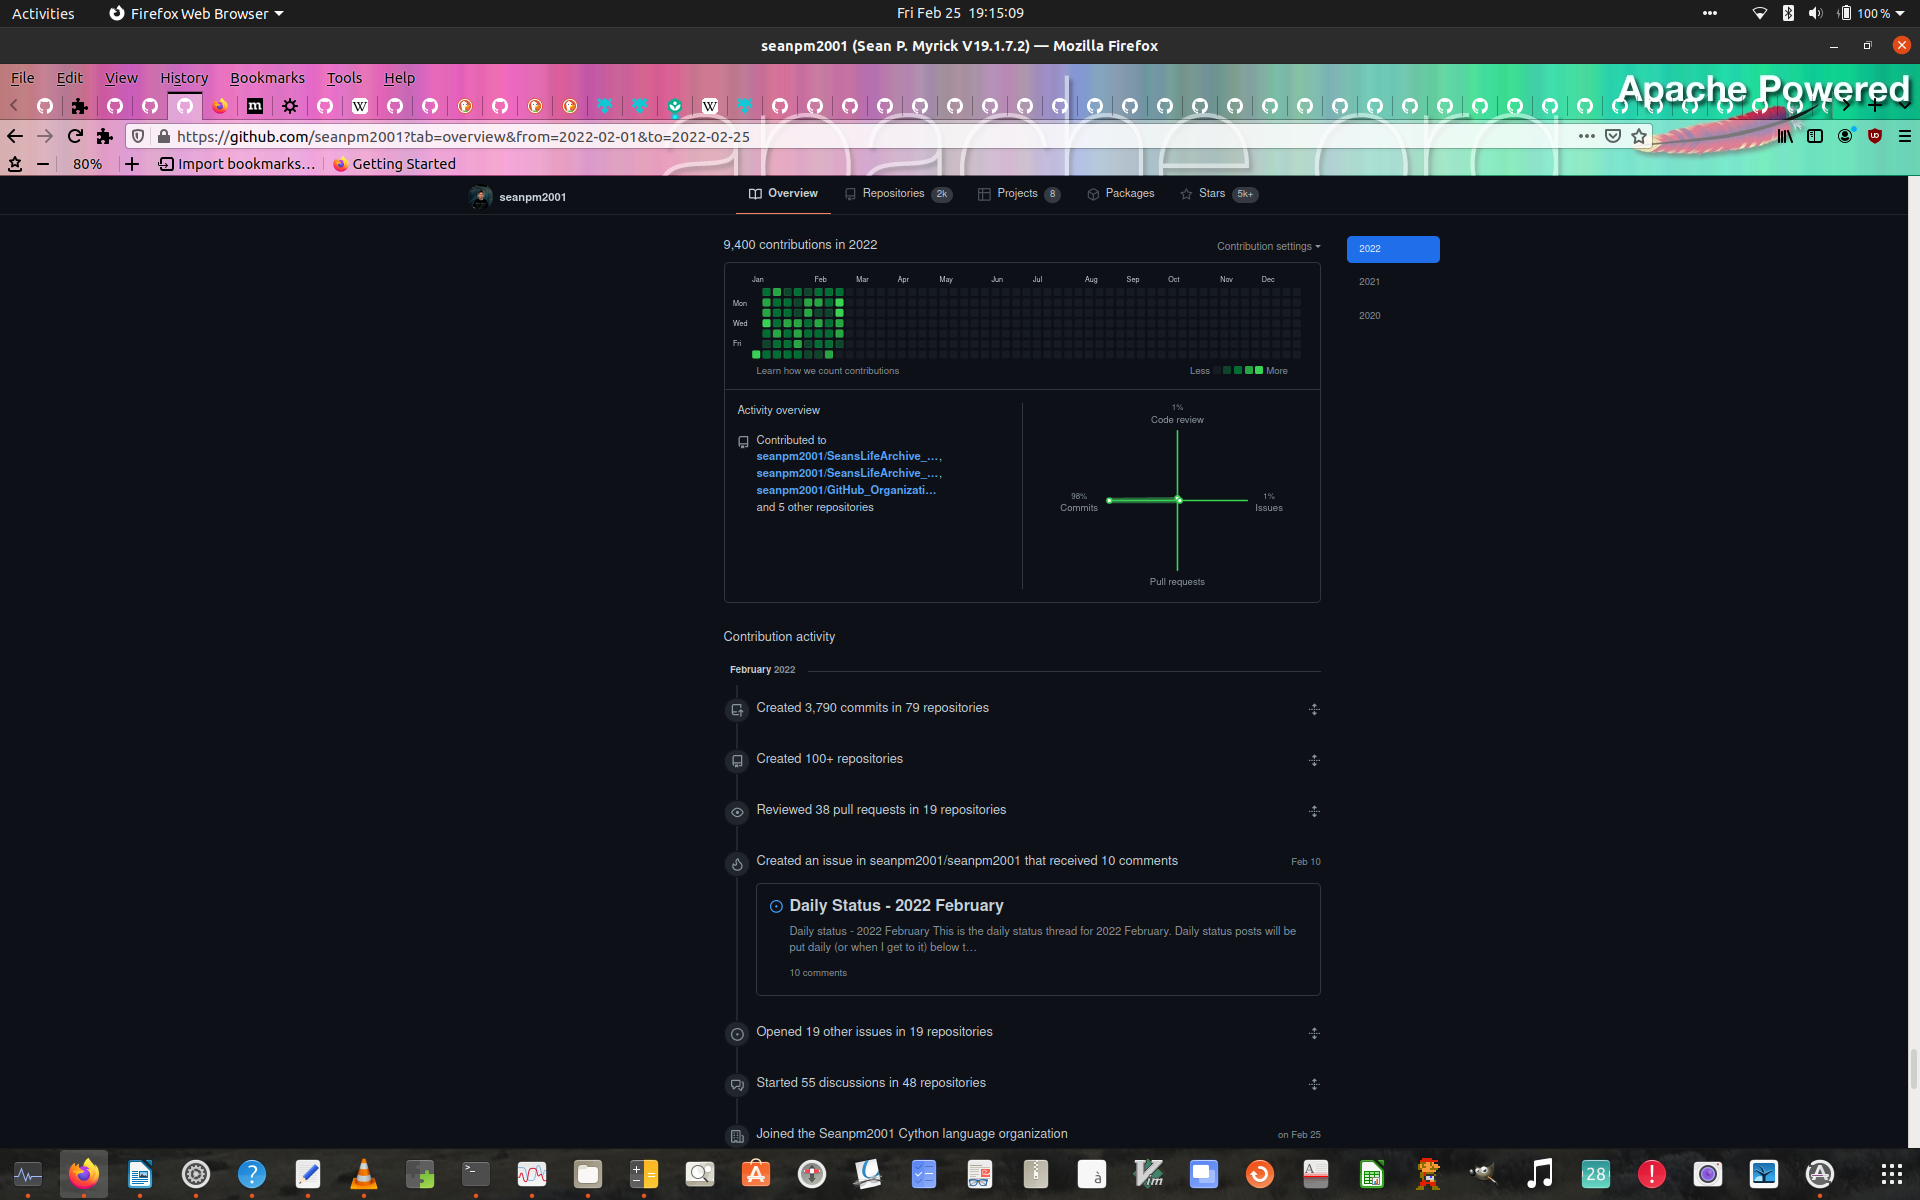 Activities
Firefox Web Browser
Fri Feb 25 19:15:09
100 %
seanpm2001 (Sean P. Myrick V19.1.7.2) — Mozilla Firefox
File Edit View History Bookmarks Tools Help
Apache Powered
https://github.com/seanpm2001?tab=overview&from=2022-02-01&to=2022-02-25
80%
Import bookmarks...
Getting Started
seanpm2001
Overview
Repositories 2k
Projects 8
Packages
Stars 5k+
9,400 contributions in 2022
Contribution settings
2022
2021
2020
Jan Feb Mar Apr May Jun Jul Aug Sep Oct Nov Dec
Mon
Wed
Fri
Learn how we count contributions
Less More
Activity overview
Contributed to
seanpm2001/SeansLifeArchive_...,
seanpm2001/SeansLifeArchive_...,
seanpm2001/GitHub_Organizati...
and 5 other repositories
1%
Code review
98%
Commits
1%
Issues
Pull requests
Contribution activity
February 2022
Created 3,790 commits in 79 repositories
Created 100+ repositories
Reviewed 38 pull requests in 19 repositories
Created an issue in seanpm2001/seanpm2001 that received 10 comments
Feb 10
Daily Status - 2022 February
Daily status - 2022 February This is the daily status thread for 2022 February. Daily status posts will be
put daily (or when I get to it) below t...
10 comments
Opened 19 other issues in 19 repositories
Started 55 discussions in 48 repositories
Joined the Seanpm2001 Cython language organization
on Feb 25
28